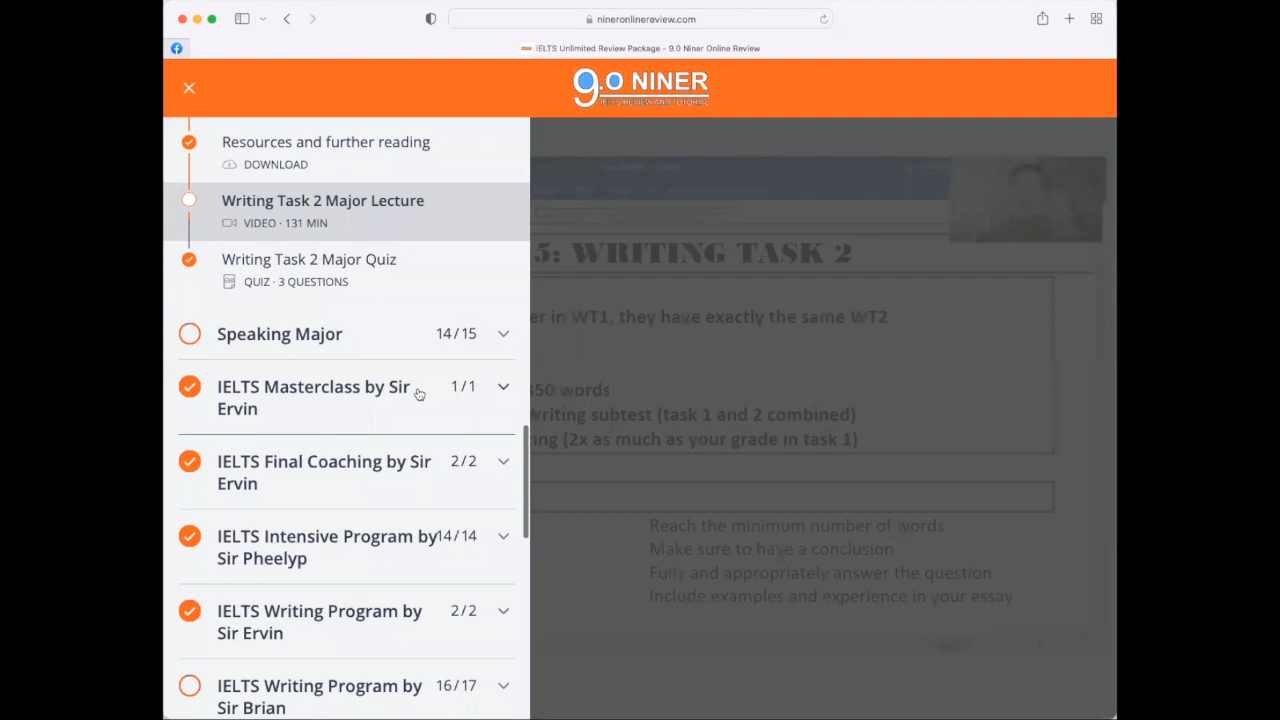 nineronlinereview.com
IELTS Unlimited Review Package - 9.0 Niner Online Review
9.0 NINER
IELTS REVIEW AND TUTORIAL
Resources and further reading
DOWNLOAD
Writing Task 2 Major Lecture
VIDEO · 131 MIN
Writing Task 2 Major Quiz
QUIZ · 3 QUESTIONS
Speaking Major 14 / 15
IELTS Masterclass by Sir 1 / 1
Ervin
IELTS Final Coaching by Sir 2 / 2
Ervin
IELTS Intensive Program by 14 / 14
Sir Pheelyp
IELTS Writing Program by 2 / 2
Sir Ervin
IELTS Writing Program by 16 / 17
Sir Brian
5: WRITING TASK 2
er in WT1, they have exactly the same WT2
350 words
Writing subtest (task 1 and 2 combined)
ing (2x as much as your grade in task 1)
Reach the minimum number of words
Make sure to have a conclusion
Fully and appropriately answer the question
Include examples and experience in your essay